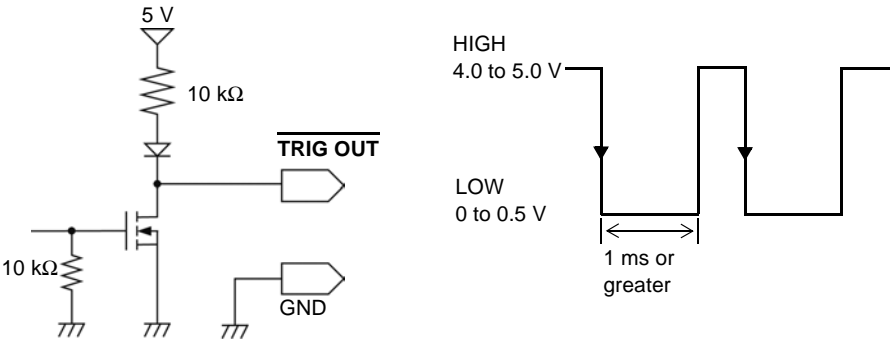 5 V
10 kΩ
TRIG OUT
10 kΩ
GND
HIGH
4.0 to 5.0 V
LOW
0 to 0.5 V
1 ms or
greater